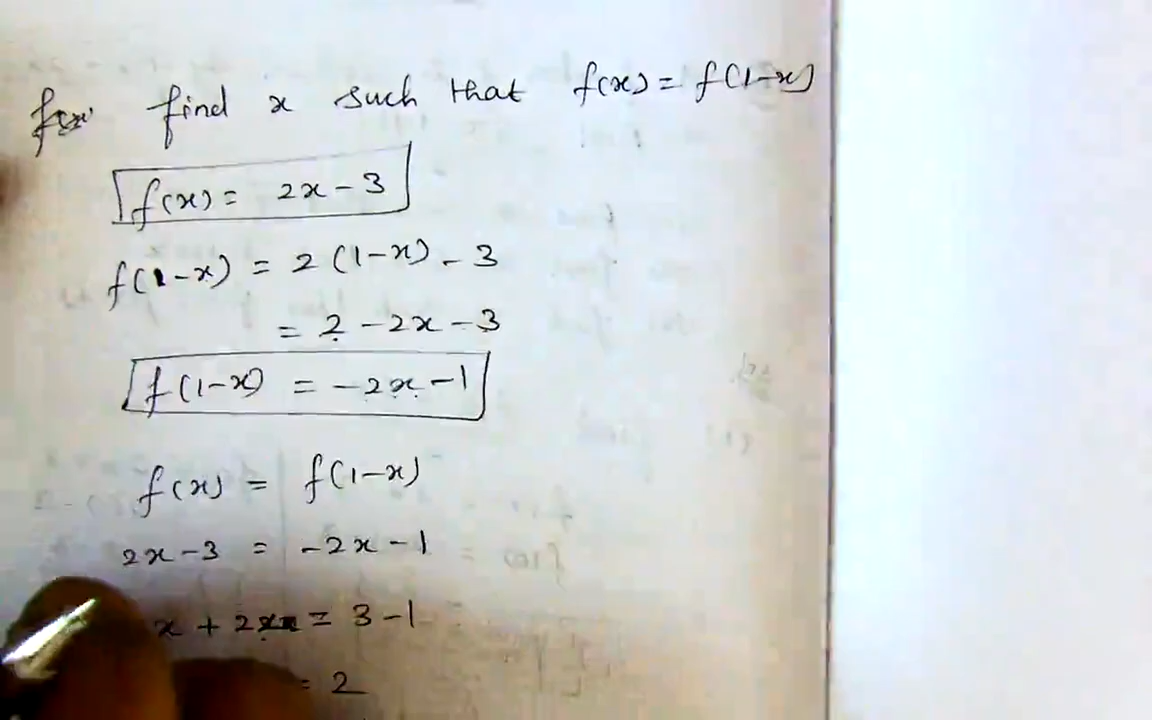 find x such that f(x) = f(1-x)
f(x) = 2x - 3
f(1-x) = 2(1-x) - 3
= 2 - 2x - 3
f(1-x) = -2x - 1
f(x) = f(1-x)
2x - 3 = -2x - 1
x + 2x = 3 - 1
= 2